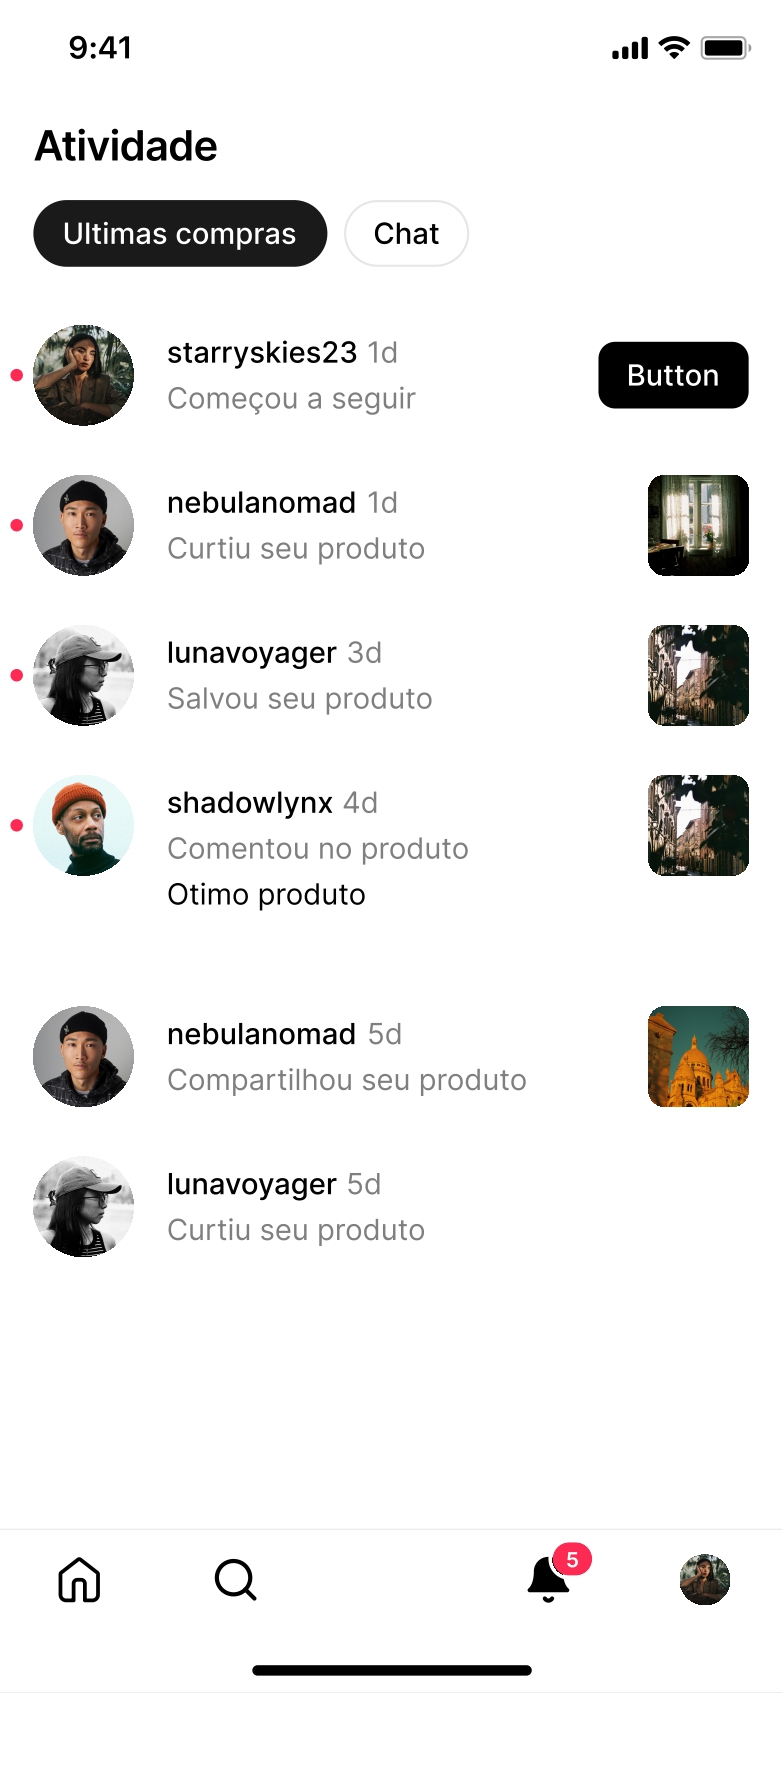 9:41
Atividade
Ultimas compras Chat
starryskies23 1d
Começou a seguir
Button
nebulanomad 1d
Curtiu seu produto
lunavoyager 3d
Salvou seu produto
shadowlynx 4d
Comentou no produto
Otimo produto
nebulanomad 5d
Compartilhou seu produto
lunavoyager 5d
Curtiu seu produto
5